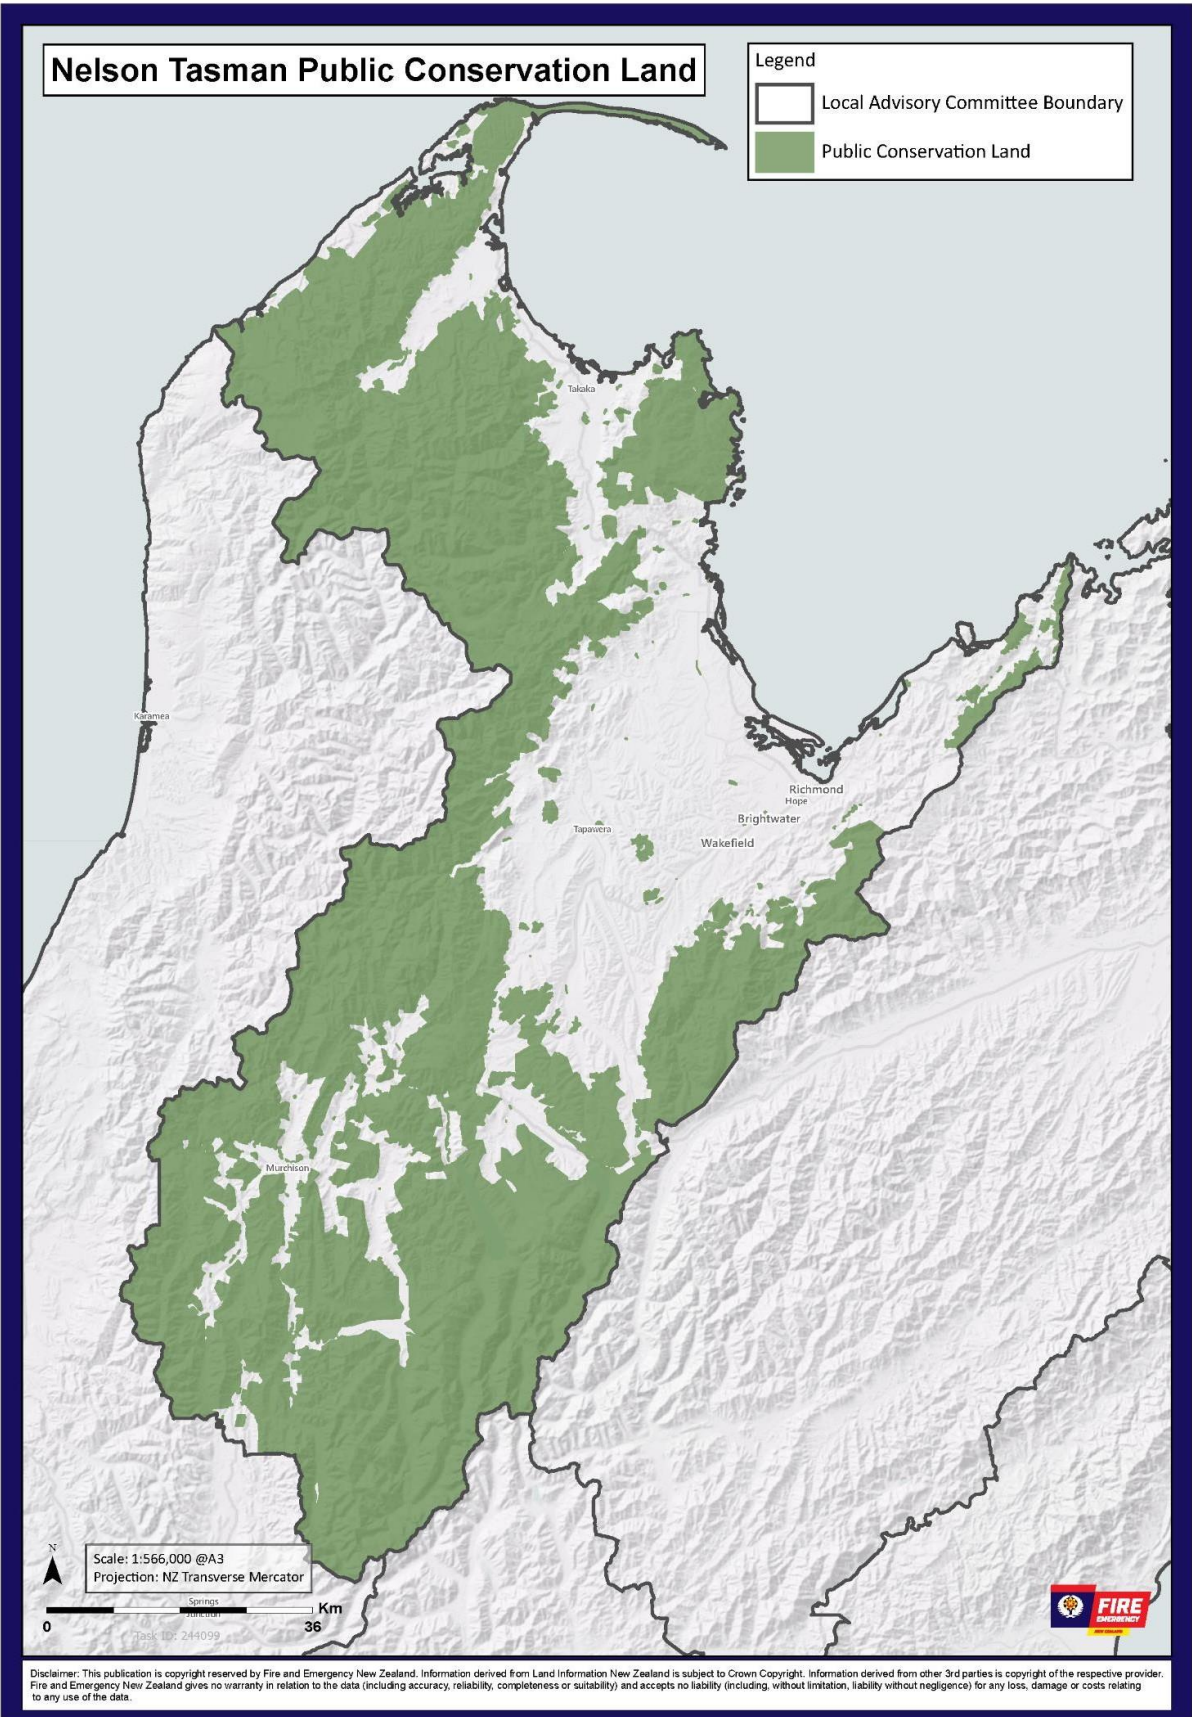 Nelson Tasman Public Conservation Land
Legend
Local Advisory Committee Boundary
Public Conservation Land
Takaka
Karamea
Richmond
Hope
Brightwater
Tapawera
Wakefield
Murchison
N
Scale: 1:566,000 @A3
Projection: NZ Transverse Mercator
Springs
Junction
Km
0
36
Task ID: 244099
FIRE
EMERGENCY
NEW ZEALAND
Disclaimer: This publication is copyright reserved by Fire and Emergency New Zealand. Information derived from Land Information New Zealand is subject to Crown Copyright. Information derived from other 3rd parties is copyright of the respective provider.
Fire and Emergency New Zealand gives no warranty in relation to the data (including accuracy, reliability, completeness or suitability) and accepts no liability (including, without limitation, liability without negligence) for any loss, damage or costs relating
to any use of the data.